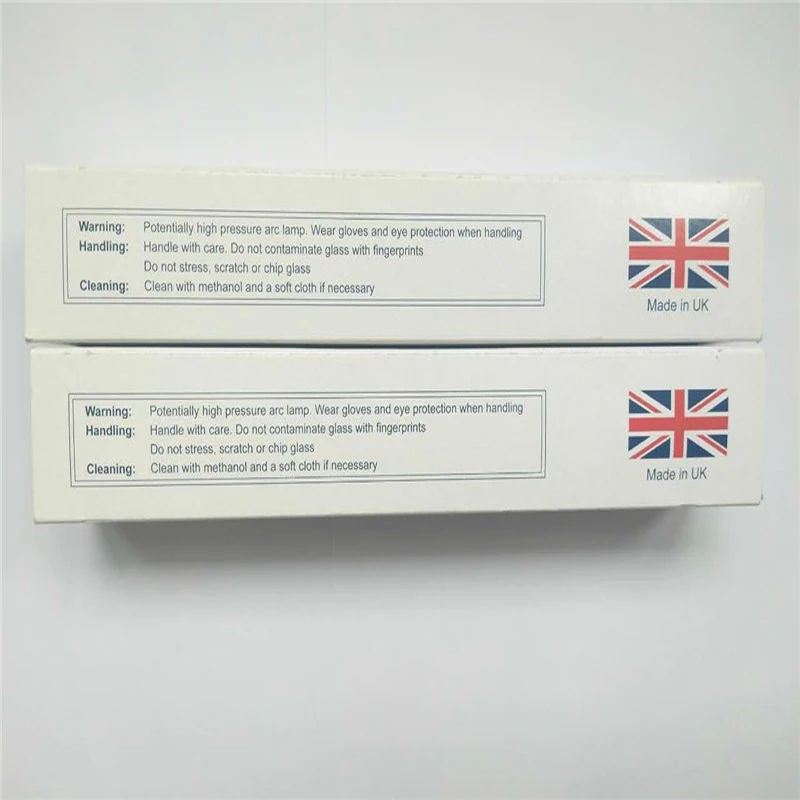 Warning: Potentially high pressure arc lamp. Wear gloves and eye protection when handling
Handling: Handle with care. Do not contaminate glass with fingerprints
Do not stress, scratch or chip glass
Cleaning: Clean with methanol and a soft cloth if necessary
Made in UK
Warning: Potentially high pressure arc lamp. Wear gloves and eye protection when handling
Handling: Handle with care. Do not contaminate glass with fingerprints
Do not stress, scratch or chip glass
Cleaning: Clean with methanol and a soft cloth if necessary
Made in UK